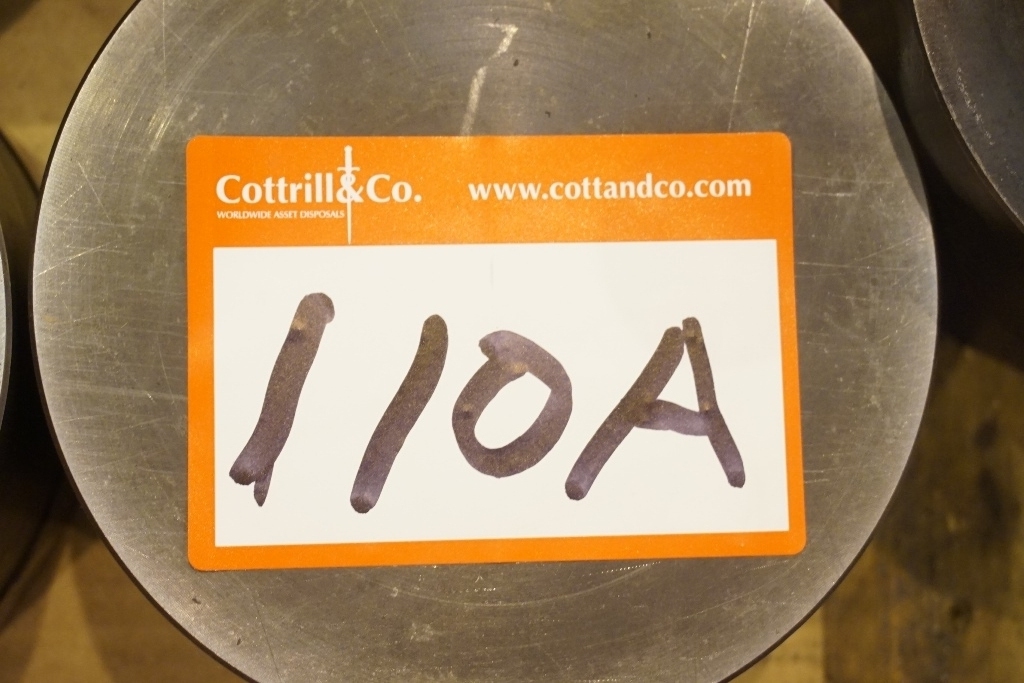 Cottrill&Co. www.cottandco.com
WORLDWIDE ASSET DISPOSALS
110A